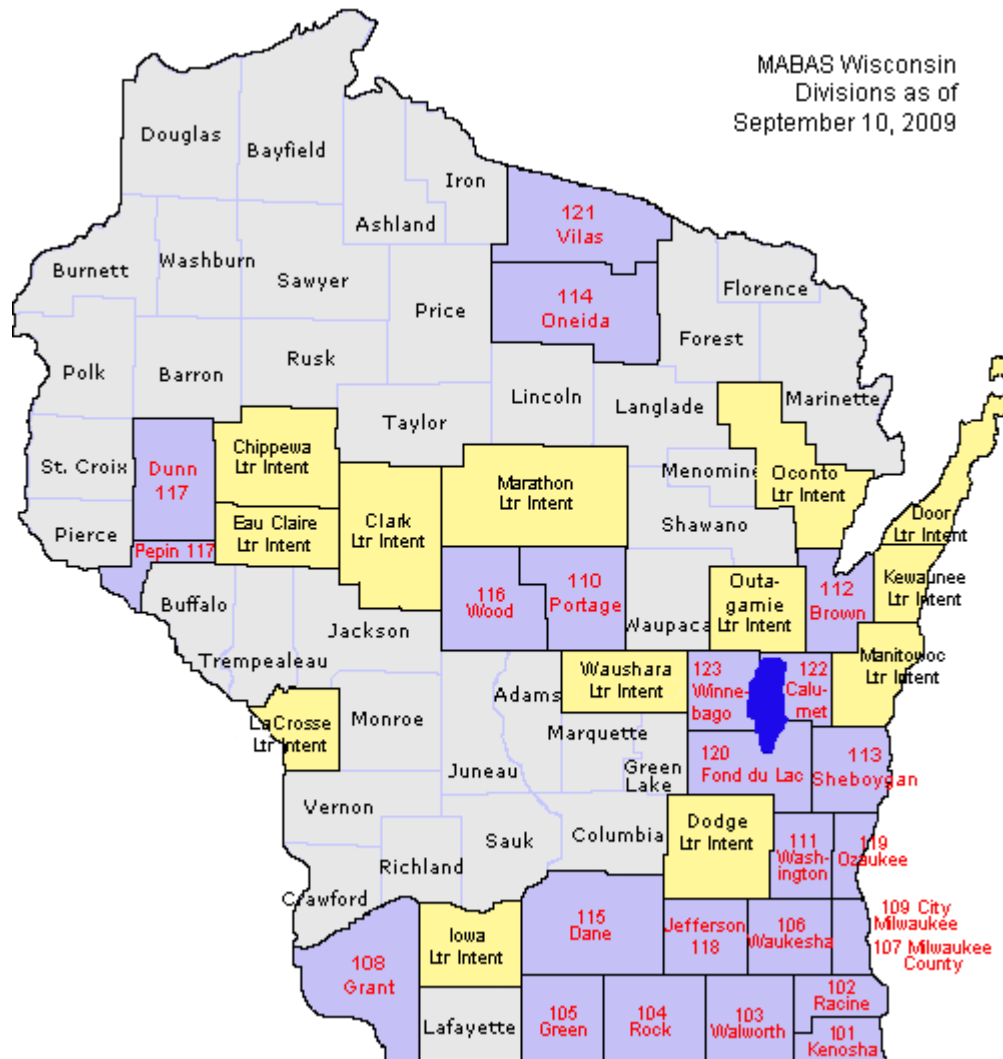 MABAS Wisconsin
Divisions as of
September 10, 2009
Douglas
Bayfield
Iron
Ashland
121
Vilas
Burnett
Washburn
Sawyer
Price
114
Oneida
Florence
Forest
Polk
Barron
Rusk
Taylor
Lincoln
Langlade
Marinette
St. Croix
Dunn
117
Chippewa
Ltr Intent
Marathon
Ltr Intent
Menomine
Oconto
Ltr Intent
Pierce
Pepin 117
Eau Claire
Ltr Intent
Clark
Ltr Intent
Shawano
Door
Ltr Intent
Buffalo
116
Wood
110
Portage
Waupaca
Outa-
gamie
Ltr Intent
112
Brown
Kewaunee
Ltr Intent
Trempealeau
Jackson
Adams
Waushara
Ltr Intent
123
Winne-
bago
122
Calu-
met
Manitowoc
Ltr Intent
LaCrosse
Ltr Intent
Monroe
Juneau
Marquette
Green
Lake
120
Fond du Lac
113
Sheboygan
Vernon
Sauk
Columbia
Dodge
Ltr Intent
111
Wash-
ington
119
Ozaukee
Richland
Crawford
108
Grant
Iowa
Ltr Intent
115
Dane
Jefferson
118
106
Waukesha
109 City
Milwaukee
107 Milwaukee
County
Lafayette
105
Green
104
Rock
103
Walworth
102
Racine
101
Kenosha